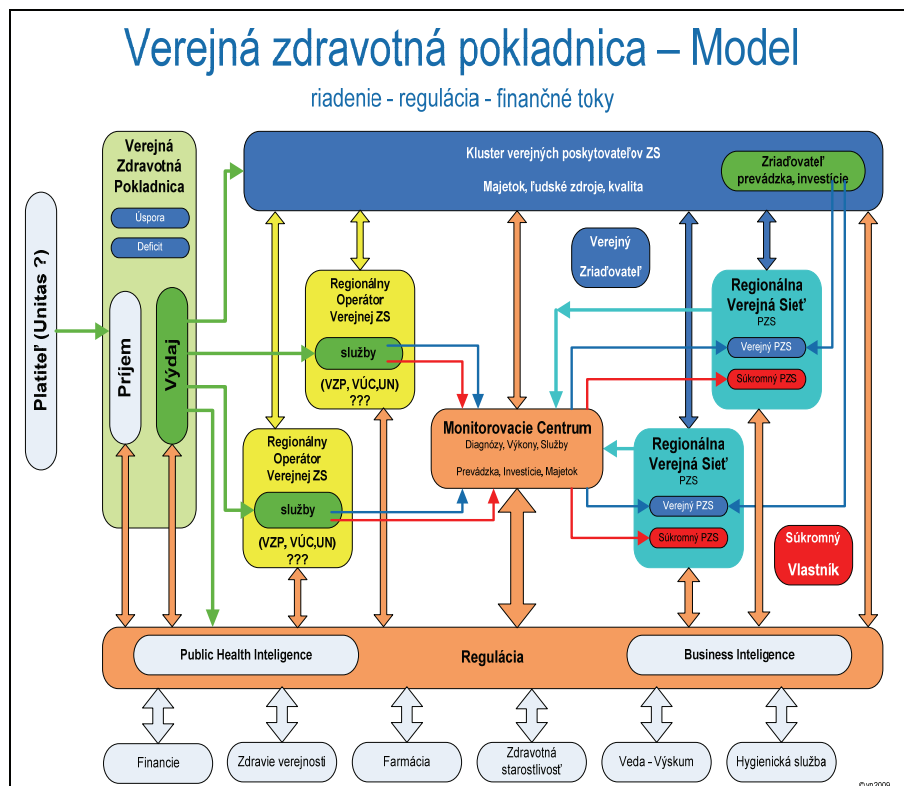 Verejná zdravotná pokladnica – Model
riadenie - regulácia - finančné toky
Platiteľ (Unitas ?)
Verejná
Zdravotná
Pokladnica
Úspora
Deficit
Príjem
Výdaj
Kluster verejných poskytovateľov ZS
Majetok, ľudské zdroje, kvalita
Zriaďovateľ
prevádzka, investície
Verejný
Zriaďovateľ
Regionálny
Operátor
Verejnej ZS
služby
(VZP, VÚC,UN)
???
Regionálna
Verejná Sieť
PZS
Verejný PZS
Súkromný PZS
Monitorovacie Centrum
Diagnózy, Výkony, Služby
Prevádzka, Investície, Majetok
Regionálny
Operátor
Verejnej ZS
služby
(VZP, VÚC,UN)
???
Regionálna
Verejná Sieť
PZS
Verejný PZS
Súkromný PZS
Súkromný
Vlastník
Public Health Inteligence
Regulácia
Business Inteligence
Financie
Zdravie verejnosti
Farmácia
Zdravotná
starostlivosť
Veda - Výskum
Hygienická služba
©vp2009